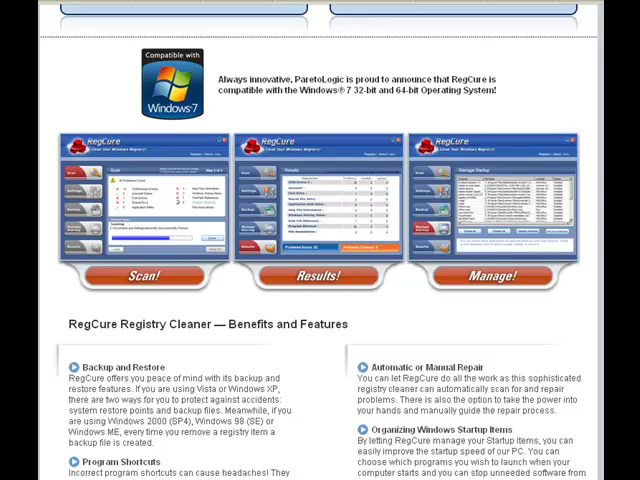 Compatible with
Windows®7
Always innovative, ParetoLogic is proud to announce that RegCure is
compatible with the Windows® 7 32-bit and 64-bit Operating System!
RegCure
RegCure
RegCure
Scan
Results
Manage Startup
Scan!
Results!
Manage!
RegCure Registry Cleaner — Benefits and Features
Backup and Restore
RegCure offers you peace of mind with its backup and
restore features. If you are using Vista or Windows XP,
there are two ways for you to protect against accidents:
system restore points and backup files. Meanwhile, if you
are using Windows 2000 (SP4), Windows 98 (SE) or
Windows ME, every time you remove a registry item a
backup file is created.
Program Shortcuts
Incorrect program shortcuts can cause headaches! They
Automatic or Manual Repair
You can let RegCure do all the work as this sophisticated
registry cleaner can automatically scan for and repair
problems. There is also the option to take the power into
your hands and manually guide the repair process.
Organizing Windows Startup Items
By letting RegCure manage your Startup items, you can
easily improve the startup speed of our PC. You can
choose which programs you wish to launch when your
computer starts and you can stop unneeded software from